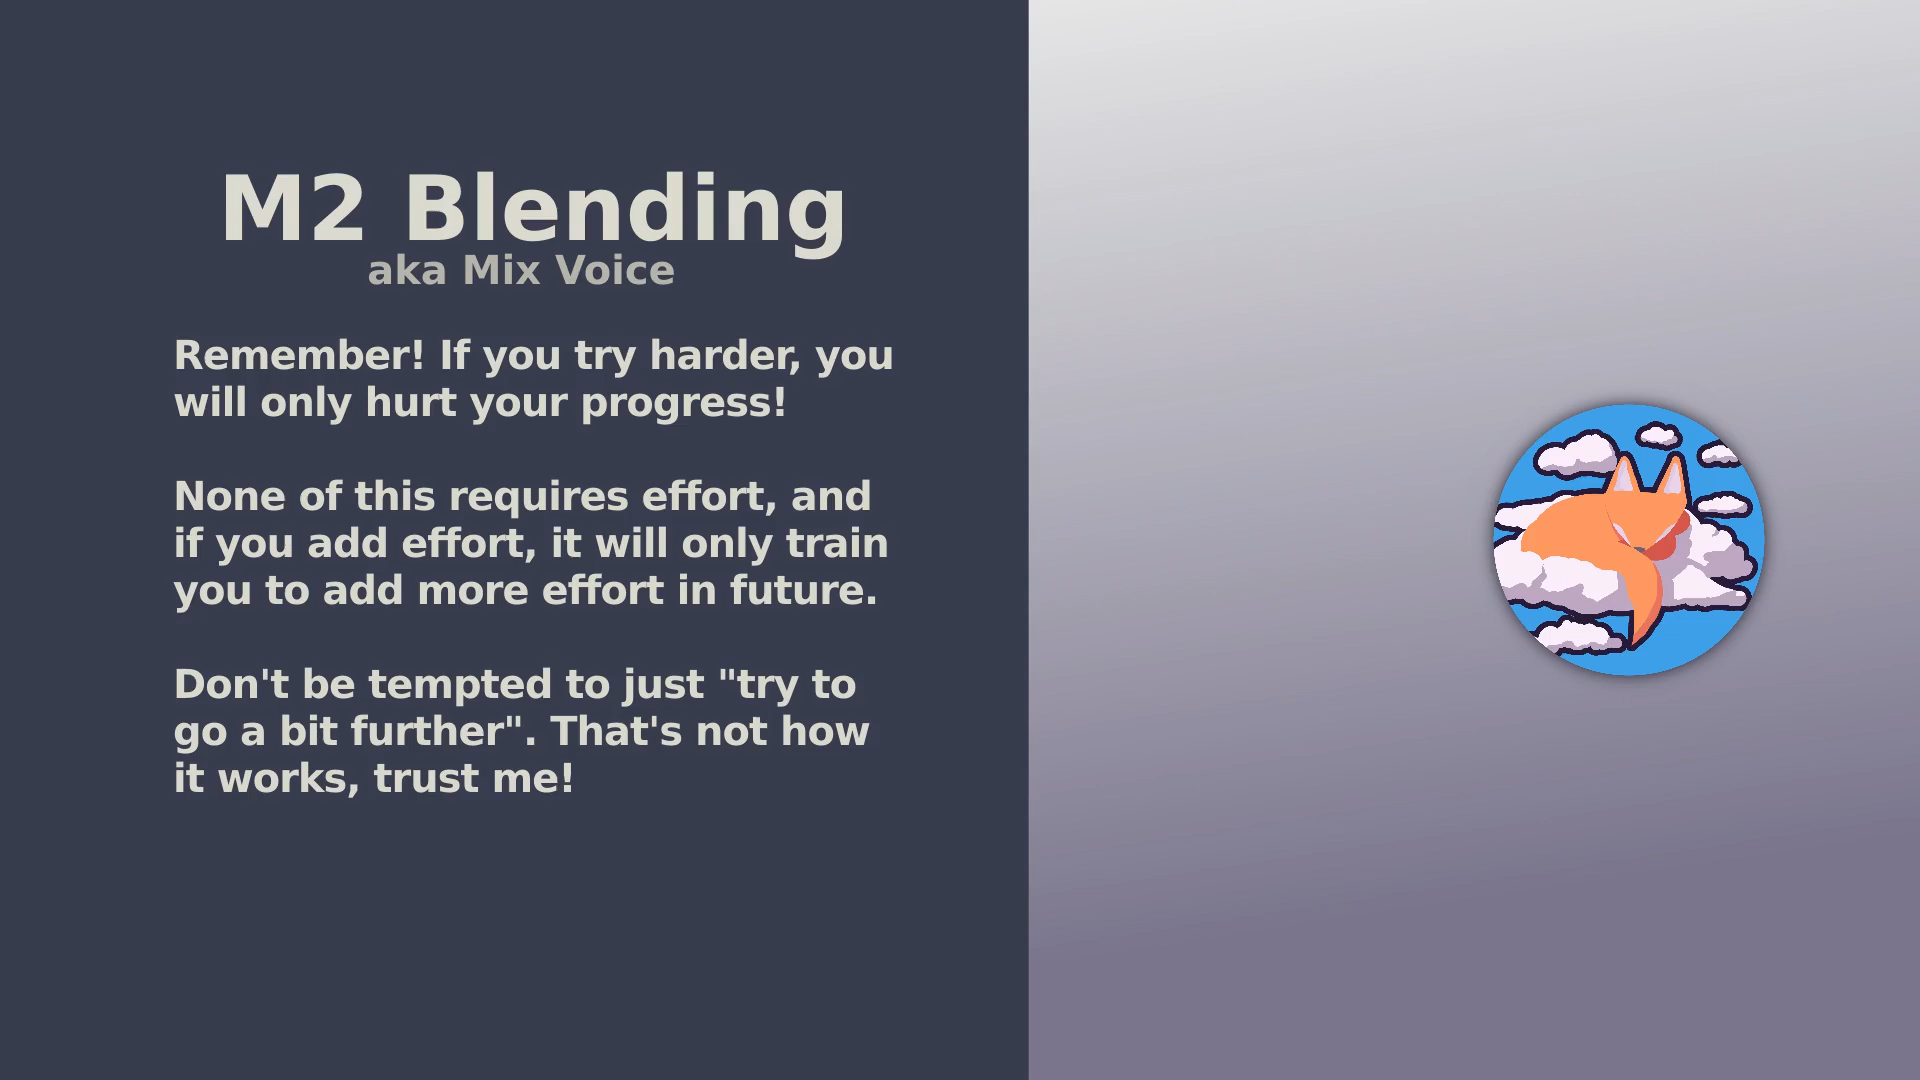 M2 Blending
aka Mix Voice
Remember! If you try harder, you
will only hurt your progress!
None of this requires effort, and
if you add effort, it will only train
you to add more effort in future.
Don't be tempted to just "try to
go a bit further". That's not how
it works, trust me!